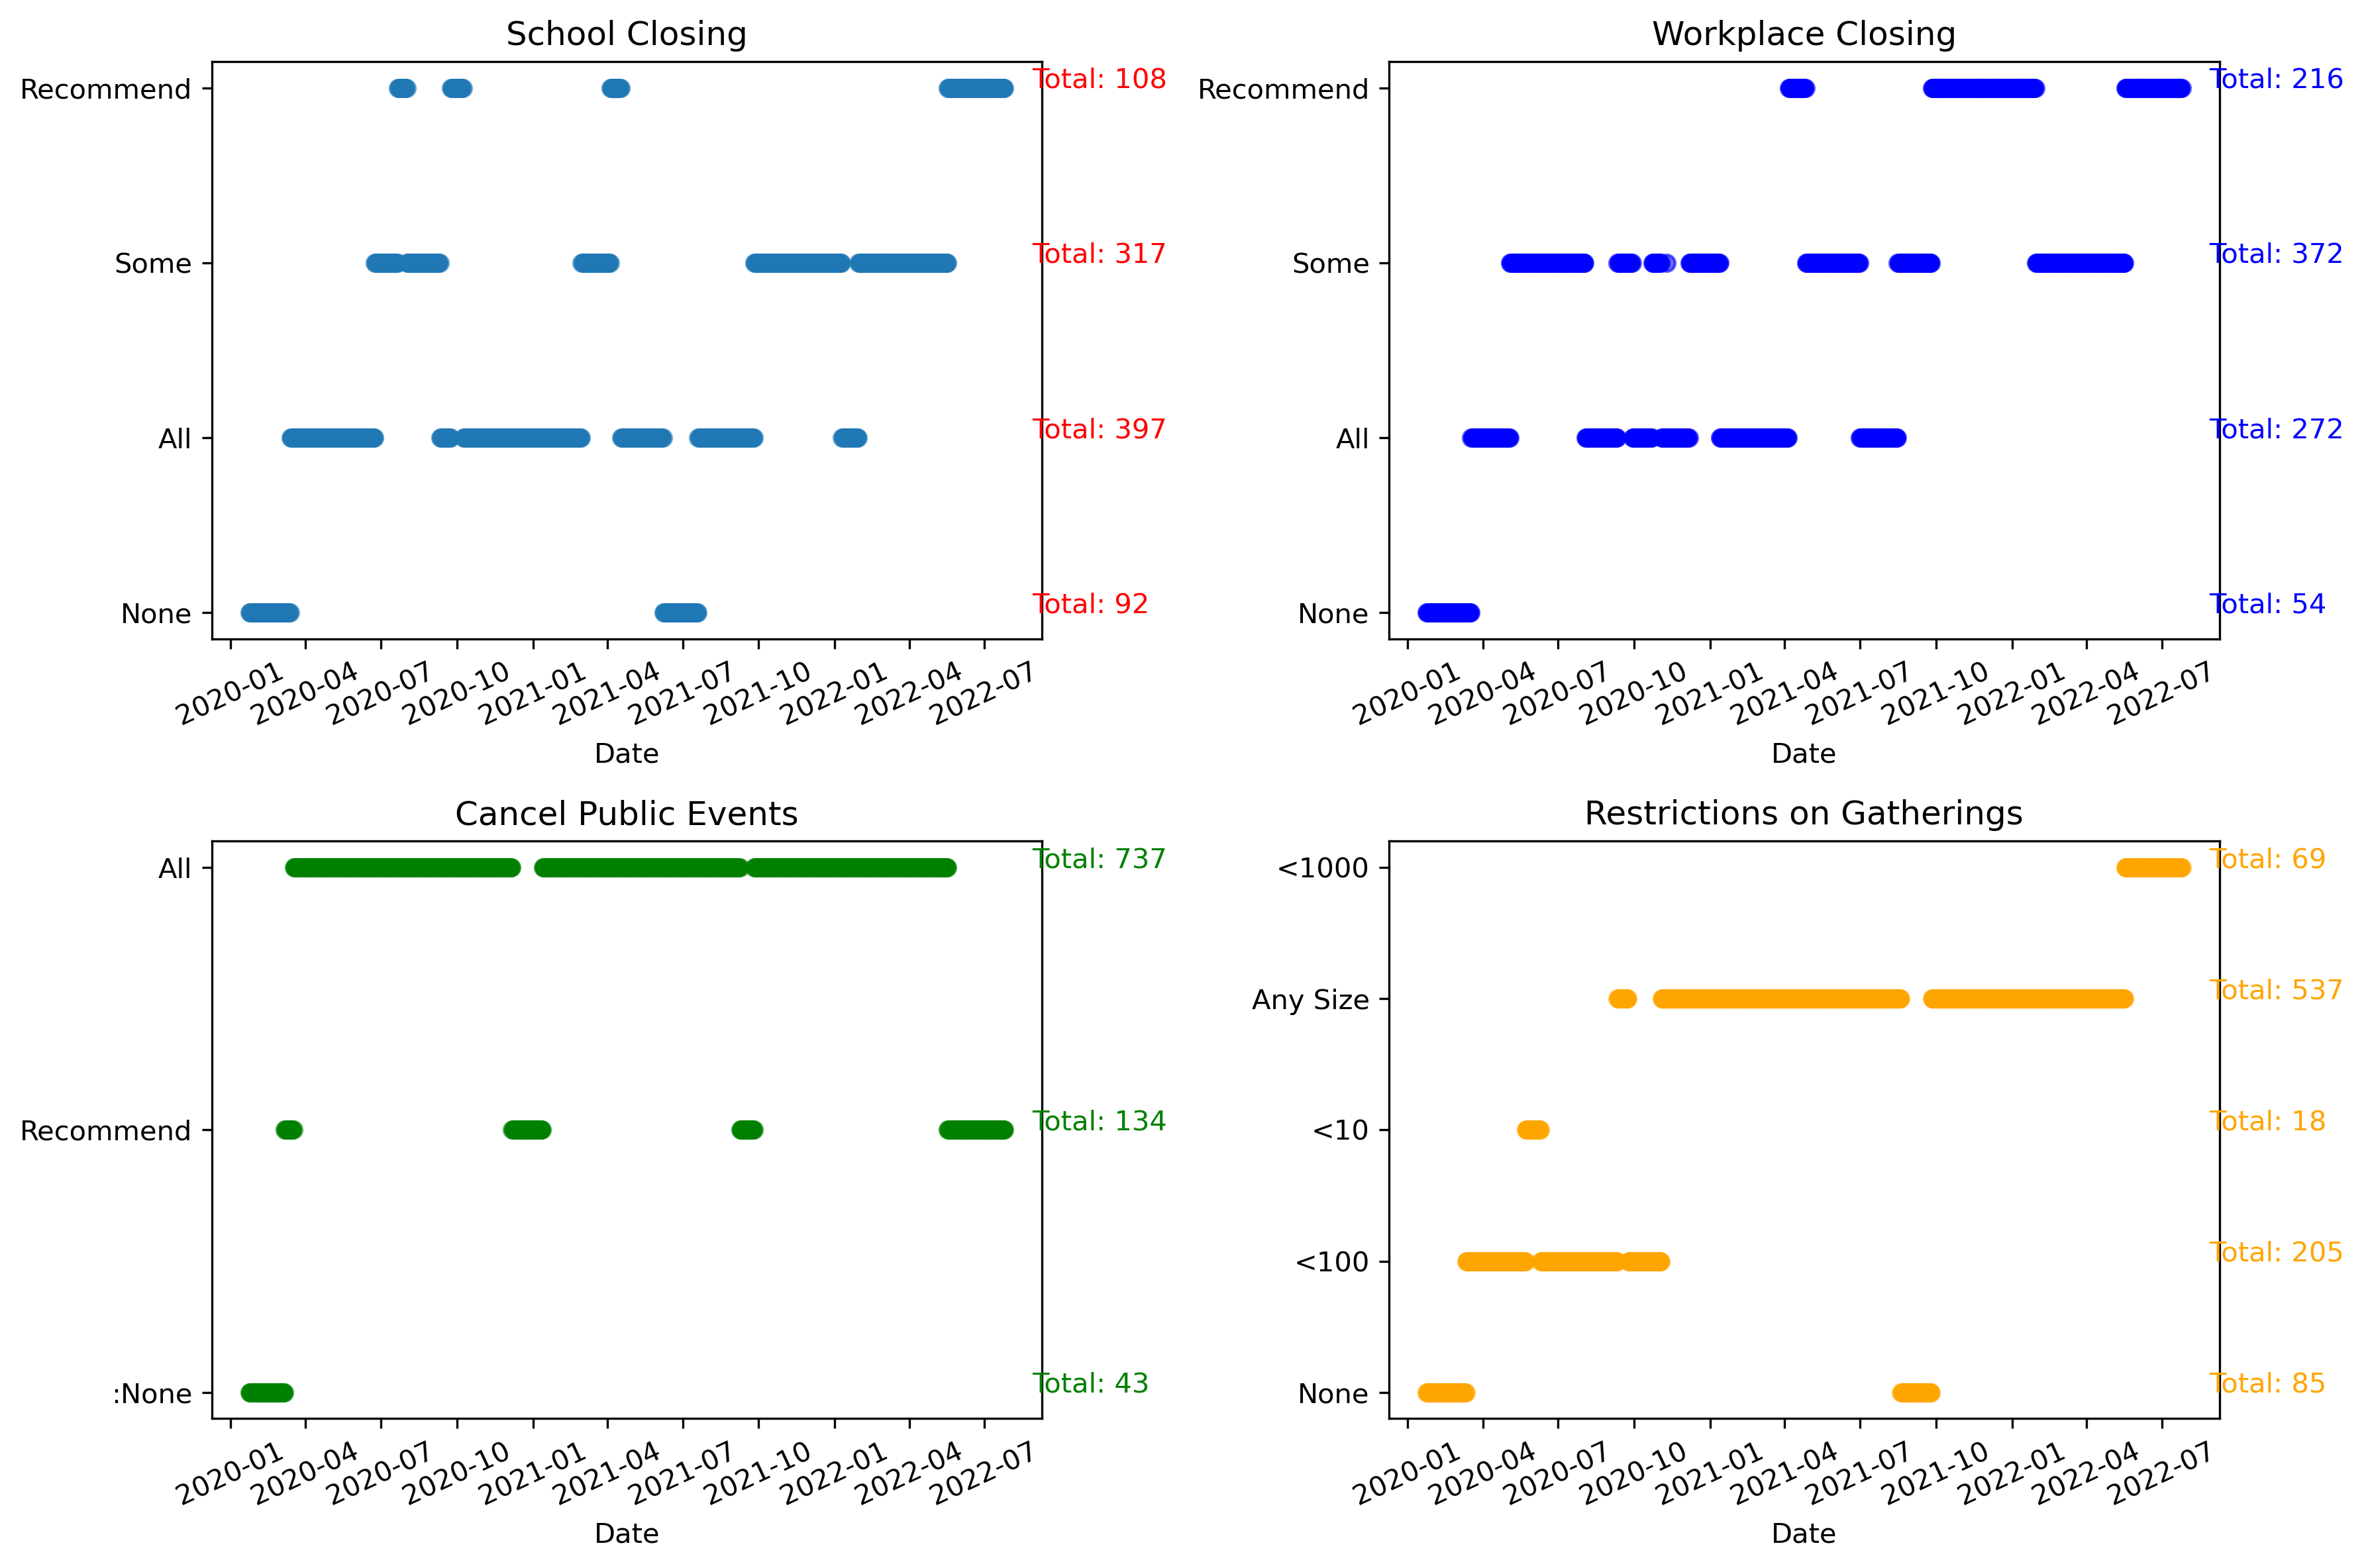 School Closing
Recommend
Total: 108
Some
Total: 317
All
Total: 397
None
Total: 92
2020-01
2020-04
2020-07
2020-10
2021-01
2021-04
2021-07
2021-10
2022-01
2022-04
2022-07
Date
Workplace Closing
Recommend
Total: 216
Some
Total: 372
All
Total: 272
None
Total: 54
2020-01
2020-04
2020-07
2020-10
2021-01
2021-04
2021-07
2021-10
2022-01
2022-04
2022-07
Date
Cancel Public Events
All
Total: 737
Recommend
Total: 134
:None
Total: 43
2020-01
2020-04
2020-07
2020-10
2021-01
2021-04
2021-07
2021-10
2022-01
2022-04
2022-07
Date
Restrictions on Gatherings
<1000
Total: 69
Any Size
Total: 537
<10
Total: 18
<100
Total: 205
None
Total: 85
2020-01
2020-04
2020-07
2020-10
2021-01
2021-04
2021-07
2021-10
2022-01
2022-04
2022-07
Date